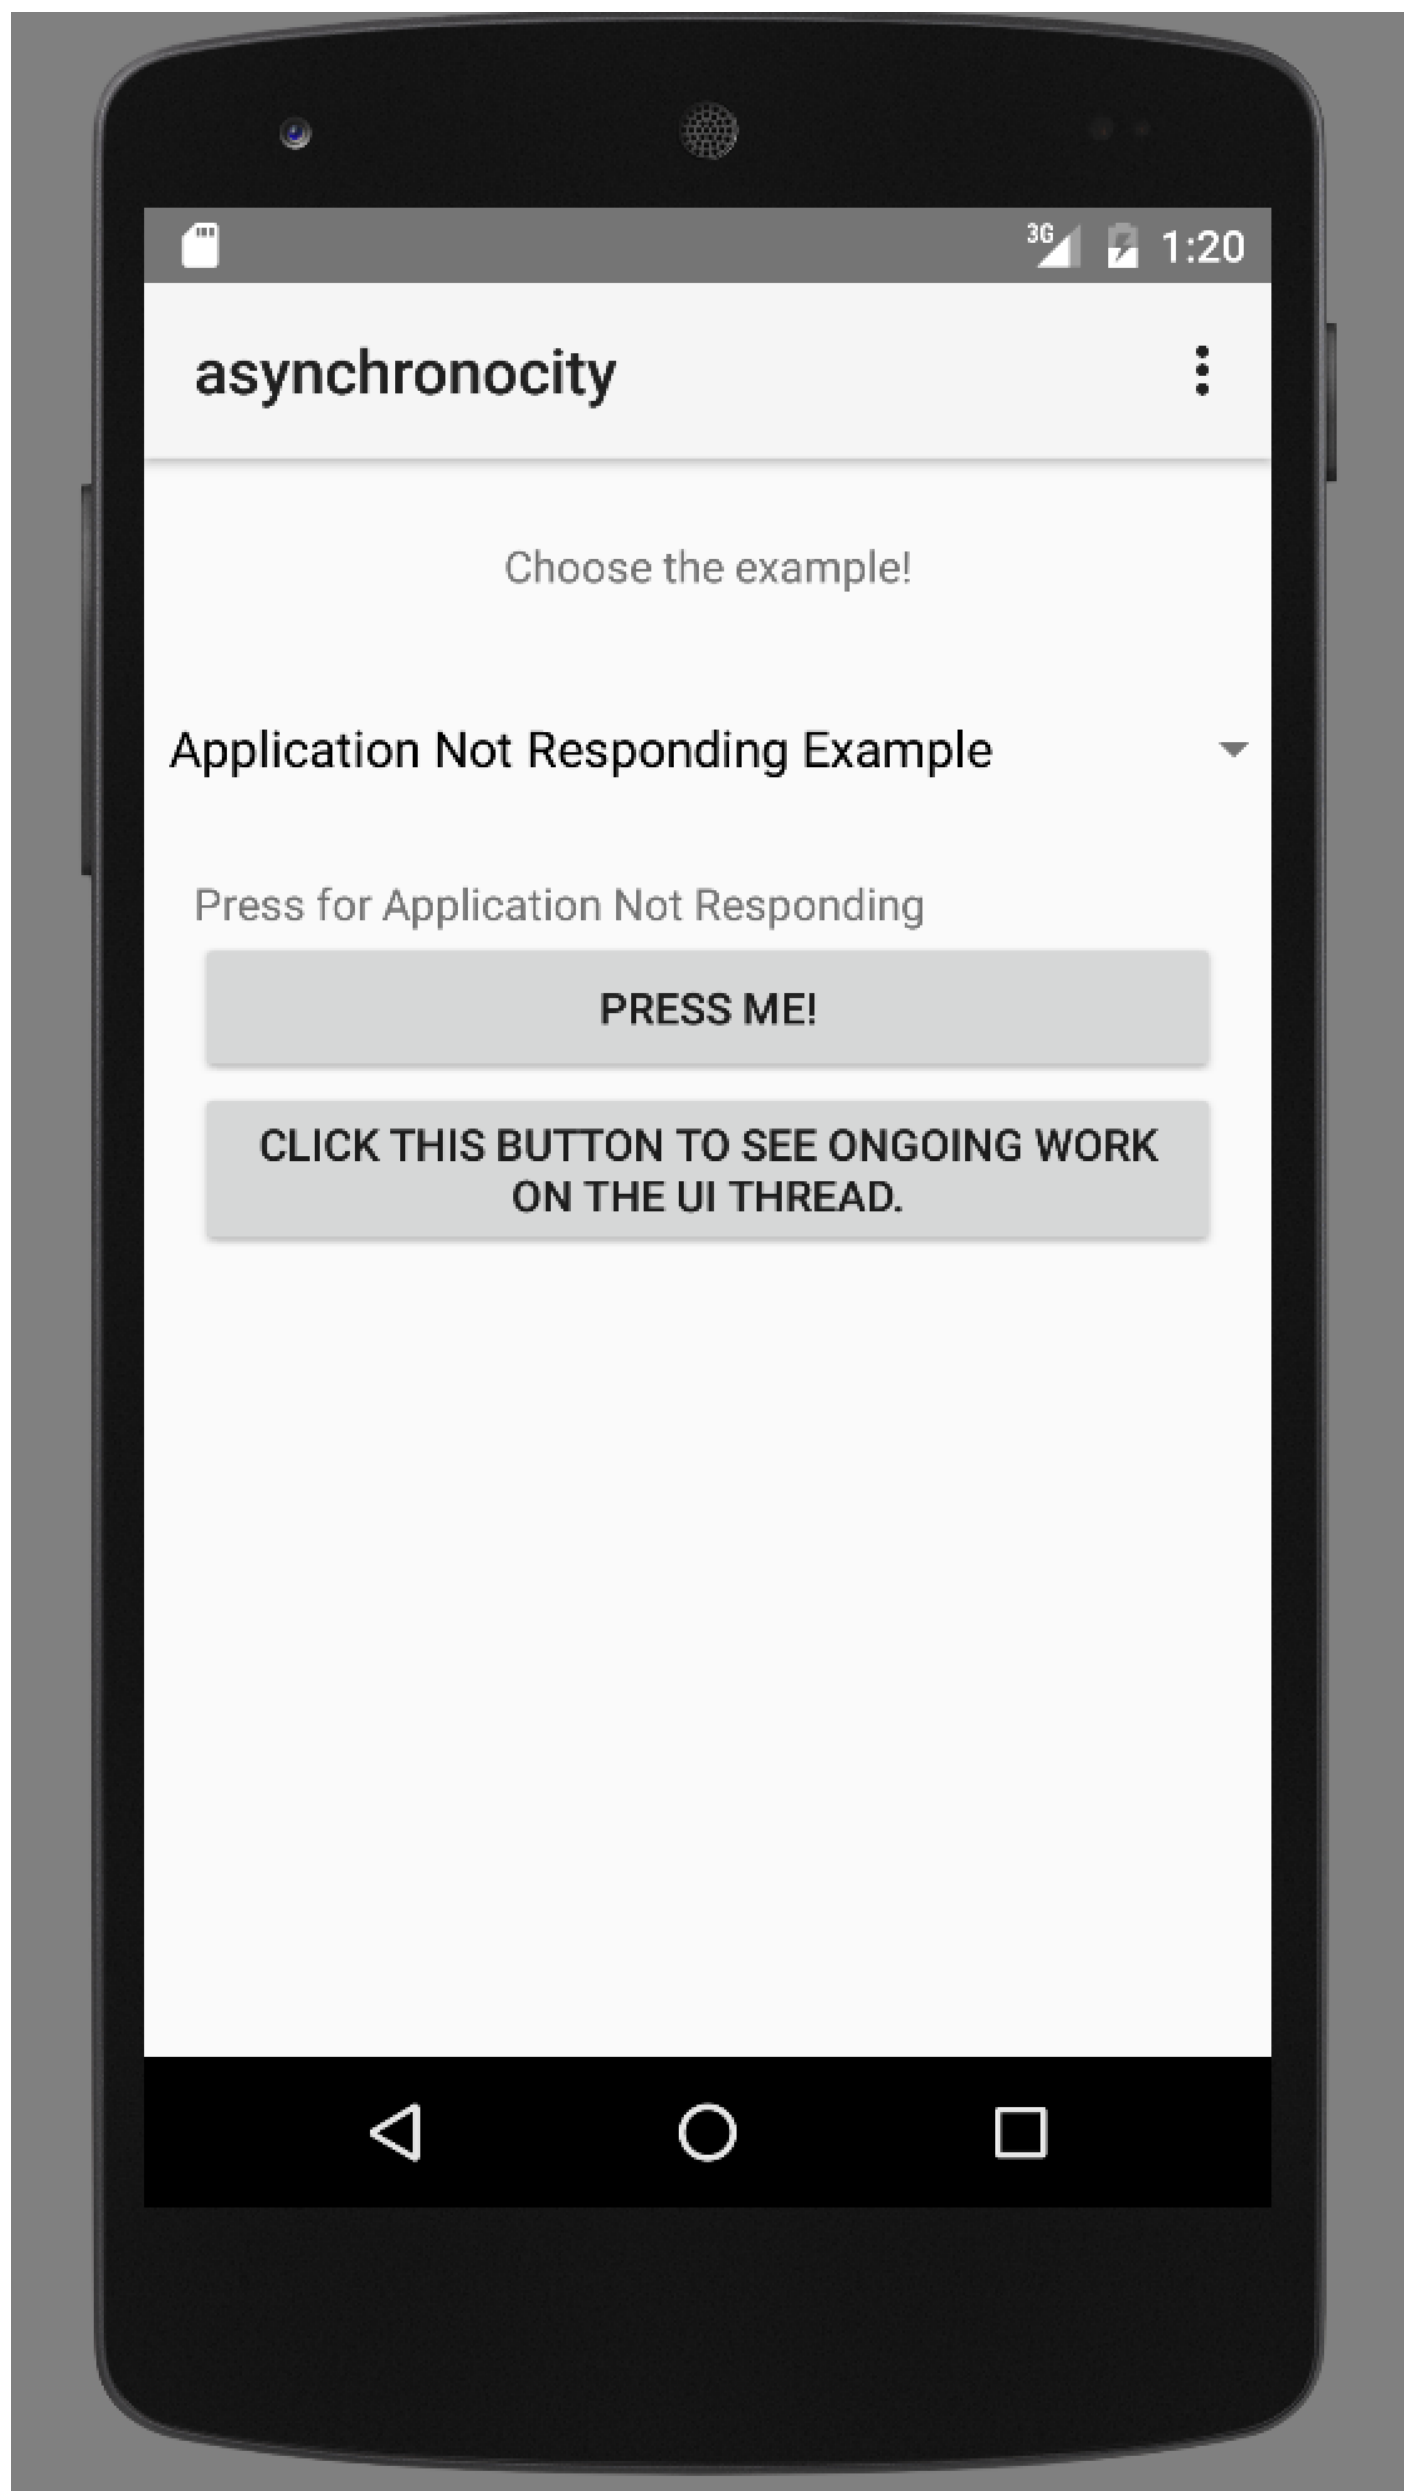 3G 1:20
asynchronocity
Choose the example!
Application Not Responding Example
Press for Application Not Responding
PRESS ME!
CLICK THIS BUTTON TO SEE ONGOING WORK
ON THE UI THREAD.